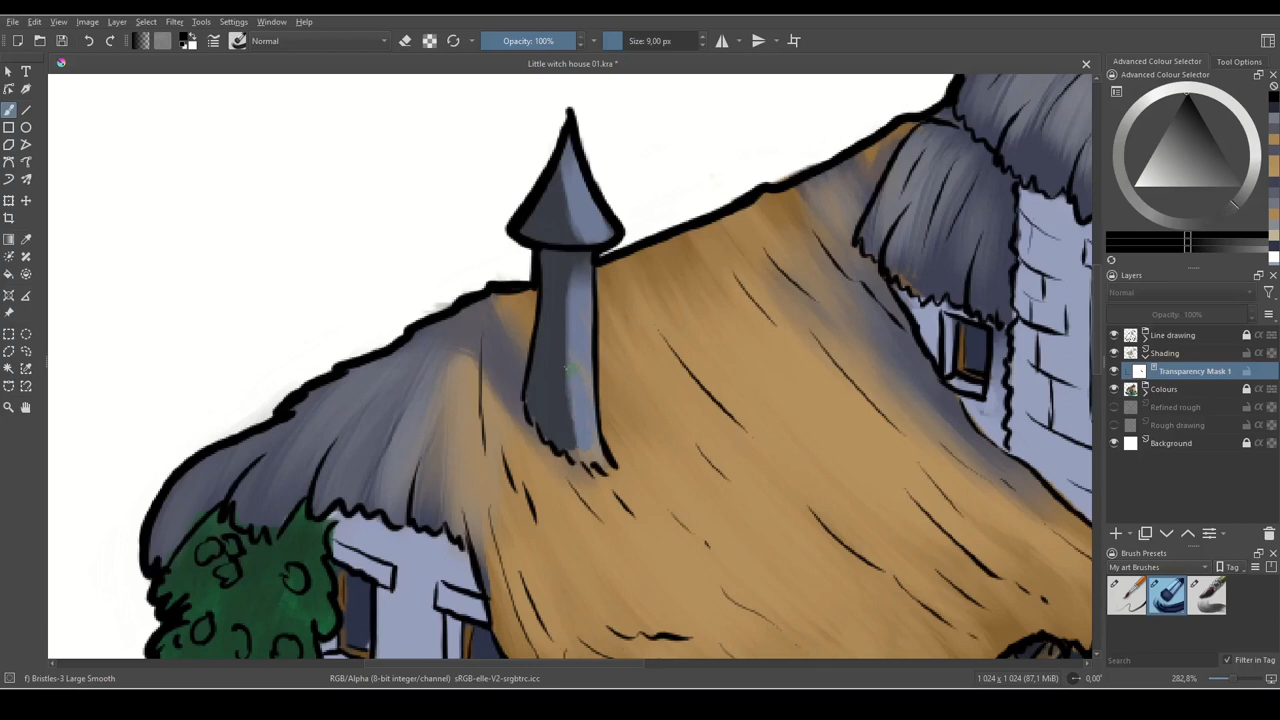 File Edit View Image Layer Select Filter Tools Settings Window Help
Normal Opacity: 100% Size: 9,00 px
Little witch house 01.kra *
Advanced Colour Selector Tool Options
Advanced Colour Selector
Layers
Normal
Opacity: 100%
Line drawing
Shading
Transparency Mask 1
Colours
Refined rough
Rough drawing
Background
Brush Presets
My art Brushes Tag
Search Filter in Tag
f) Bristles-3 Large Smooth RGB/Alpha (8-bit integer/channel) sRGB-elle-V2-srgbtrc.icc 1 024 x 1 024 (87,1 MiB) 0,00° 282,8%